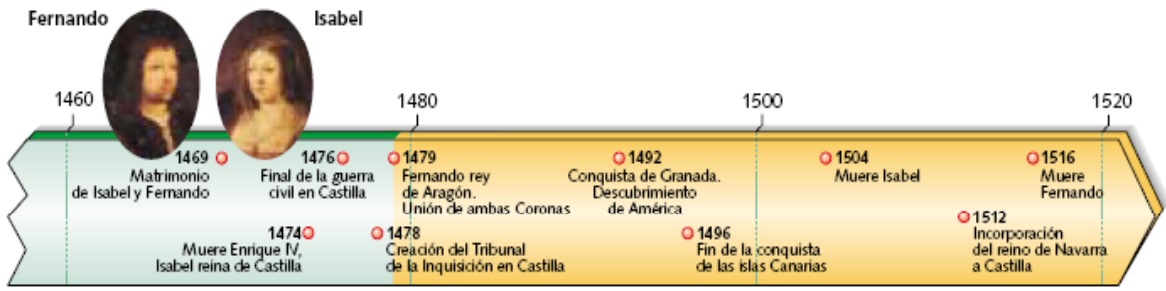 Fernando
Isabel
1460
1480
1500
1520
1469
Matrimonio
de Isabel y Fernando
1476
Final de la guerra
civil en Castilla
1479
Fernando rey
de Aragón.
Unión de ambas Coronas
1492
Conquista de Granada.
Descubrimiento
de América
1504
Muere Isabel
1516
Muere
Fernando
1474
Muere Enrique IV,
Isabel reina de Castilla
1478
Creación del Tribunal
de la Inquisición en Castilla
1496
Fin de la conquista
de las islas Canarias
1512
Incorporación
del reino de Navarra
a Castilla